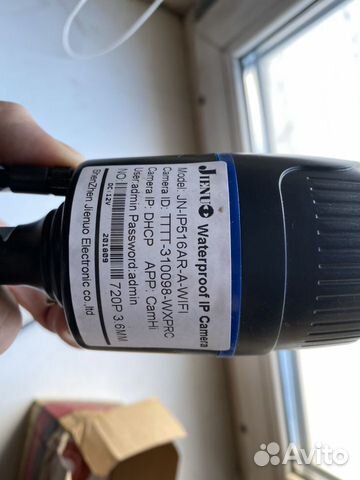 JIENUO Waterproof IP Camera
Model: JN-IP516AR-A-WIFI
Camera ID: TTTT-310098-WXPRC
Camera IP: DHCP APP: CamHi
User:admin Password:admin
NO: 720P 3.6MM
DC:12V 201809
ShenZhen Jienuo Electronic co.,ltd
Avito